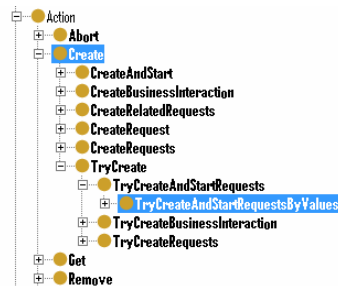 Action
Abort
Create
CreateAndStart
CreateBusinessInteraction
CreateRelatedRequests
CreateRequest
CreateRequests
TryCreate
TryCreateAndStartRequests
TryCreateAndStartRequestsByValues
TryCreateBusinessInteraction
TryCreateRequests
Get
Remove